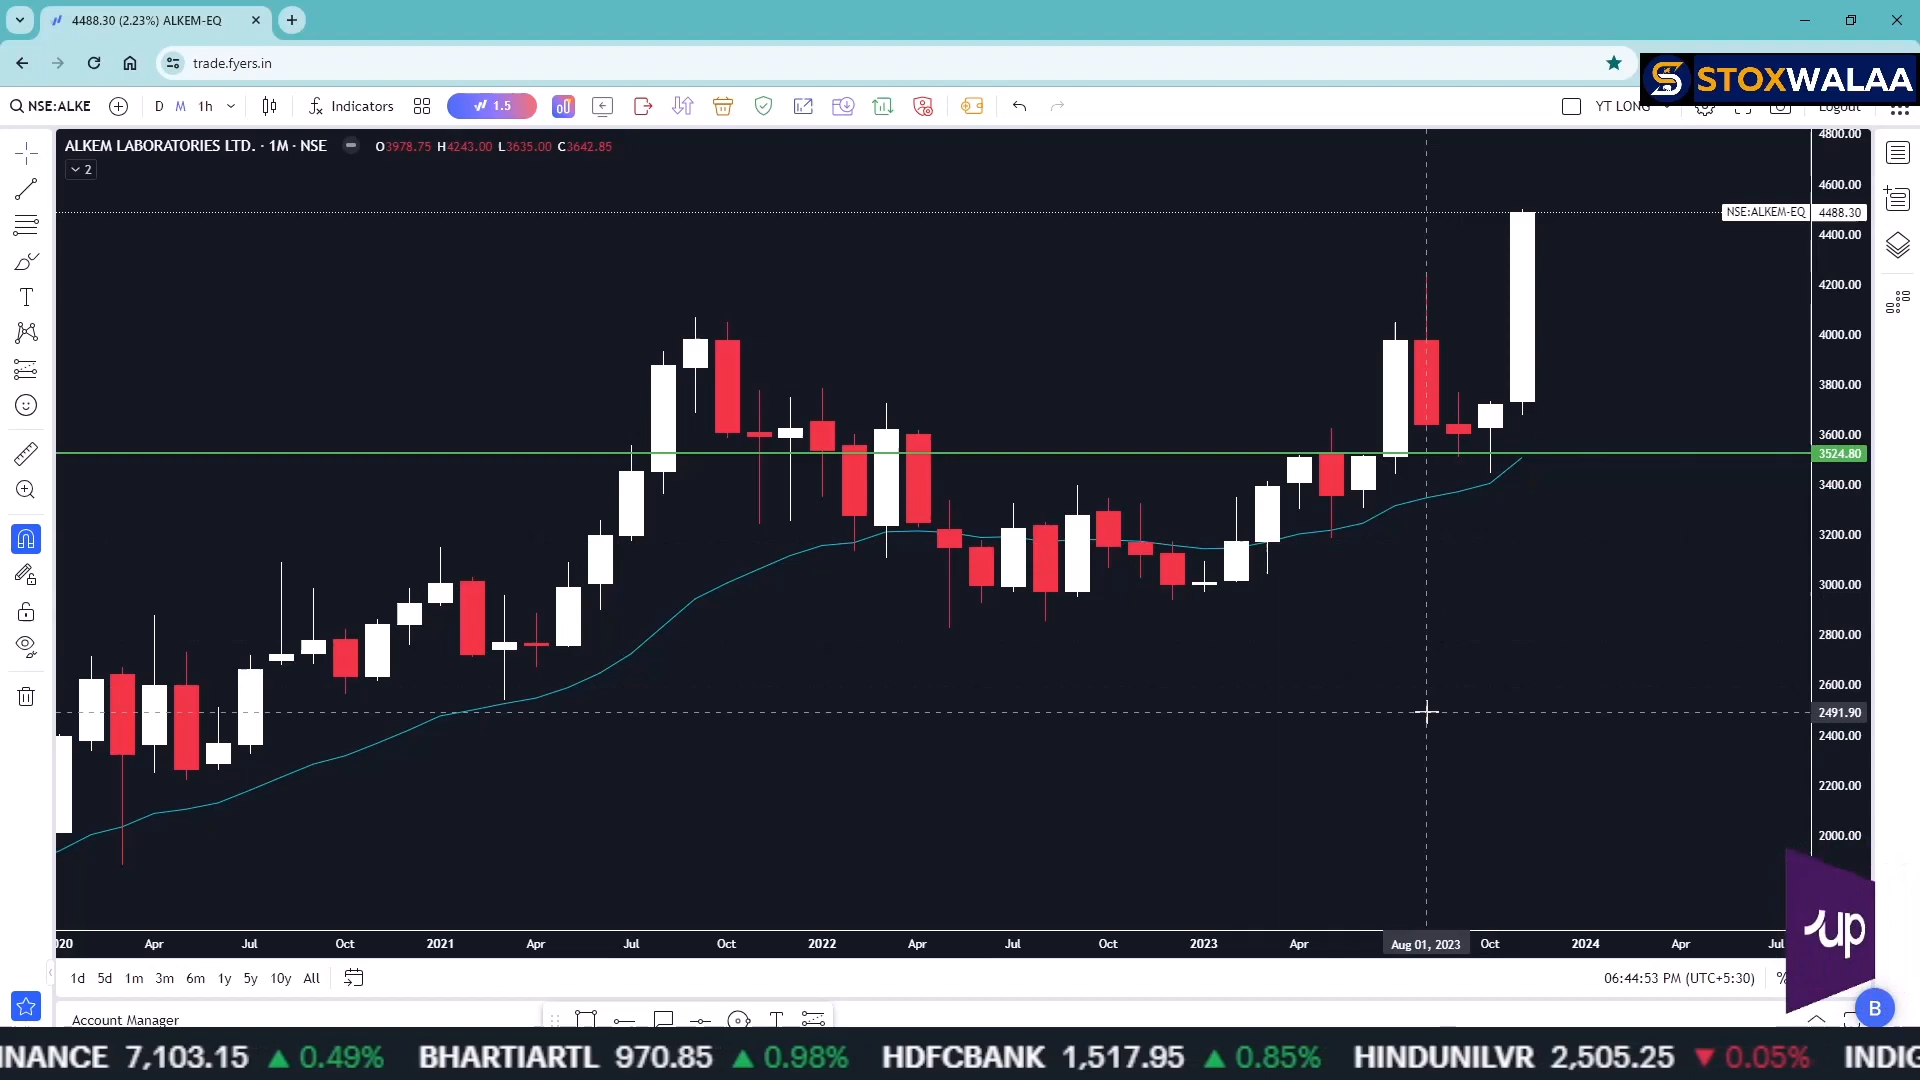 4488.30 (2.23%) ALKEM-EQ
trade.fyers.in
STOXWALAA
NSE:ALKE D M 1h Indicators 1.5 YT LONG Logout
ALKEM LABORATORIES LTD. · 1M · NSE O3978.75 H4243.00 L3635.00 C3642.85
2
4800.00
4600.00
NSE:ALKEM-EQ 4488.30
4400.00
4200.00
4000.00
3800.00
3600.00
3524.80
3400.00
3200.00
3000.00
2800.00
2600.00
2491.90
2400.00
2200.00
2000.00
up
Apr Jul Oct 2021 Apr Jul Oct 2022 Apr Jul Oct 2023 Apr Aug 01, 2023 Oct 2024 Apr Jul
1d 5d 1m 3m 6m 1y 5y 10y All 06:44:53 PM (UTC+5:30) %
B
Account Manager
INANCE 7,103.15 ▲ 0.49% BHARTIARTL 970.85 ▲ 0.98% HDFCBANK 1,517.95 ▲ 0.85% HINDUNILVR 2,505.25 ▼ 0.05% INDIG